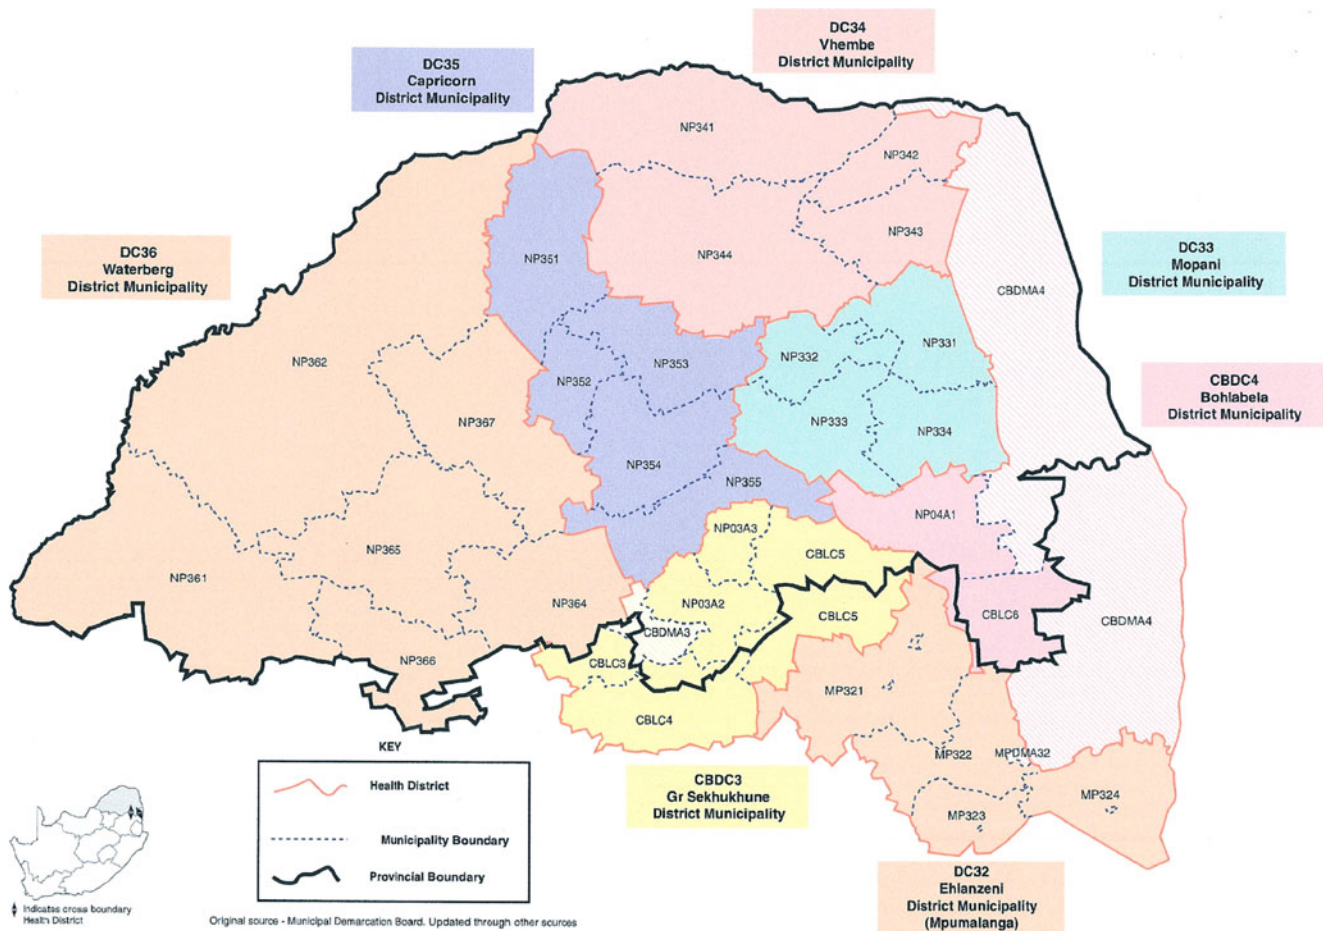 DC34
Vhembe
District Municipality
DC35
Capricorn
District Municipality
NP341
NP342
DC36
Waterberg
District Municipality
NP351
NP344
NP343
DC33
Mopani
District Municipality
CBDMA4
NP362
NP353
NP332
NP331
NP352
CBDC4
Bohlabela
District Municipality
NP367
NP333
NP334
NP354
NP355
NP04A1
NP03A3
NP365
CBLC5
NP361
NP364
NP03A2
CBLC5
CBLC6
CBDMA4
CBDMA3
NP366
CBLC3
MP321
CBLC4
KEY
MP322
MPDMA32
Health District
CBDC3
Gr Sekhukhune
District Municipality
MP324
MP323
Municipality Boundary
Provincial Boundary
DC32
Ehlanzeni
District Municipality
(Mpumalanga)
Indicates cross boundary
Health District
Original source - Municipal Demarcation Board. Updated through other sources